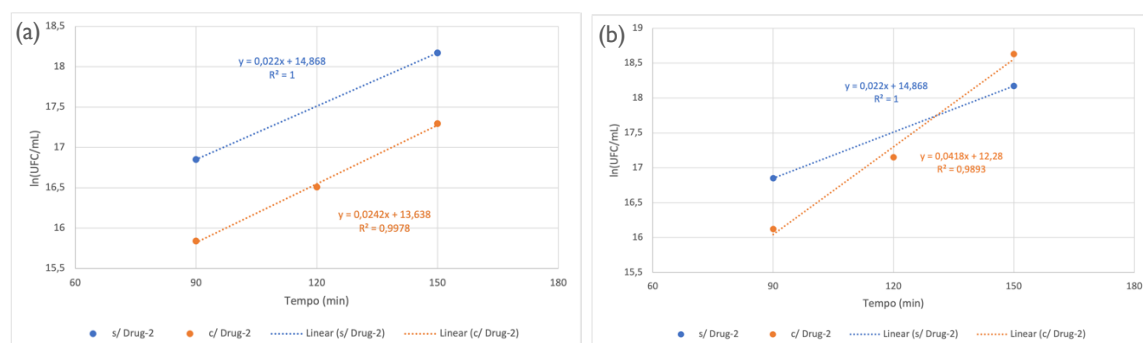 (a)
18,5
18
17,5
17
16,5
16
15,5
60
90
120
150
180
ln(UFC/mL)
Tempo (min)
y = 0,022x + 14,868
R² = 1
y = 0,0242x + 13,638
R² = 0,9978
s/ Drug-2
c/ Drug-2
Linear (s/ Drug-2)
Linear (c/ Drug-2)
(b)
19
18,5
18
17,5
17
16,5
16
15,5
60
90
120
150
180
ln(UFC/mL)
Tempo (min)
y = 0,022x + 14,868
R² = 1
y = 0,0418x + 12,28
R² = 0,9893
s/ Drug-2
c/ Drug-2
Linear (s/ Drug-2)
Linear (c/ Drug-2)